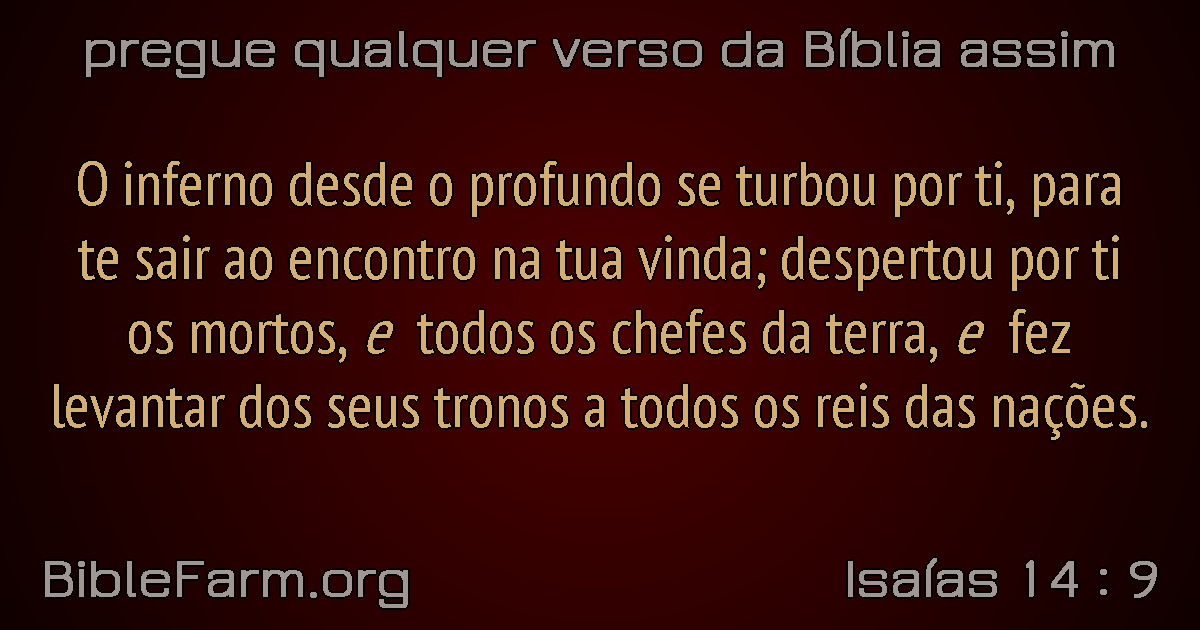 pregue qualquer verso da Bíblia assim
O inferno desde o profundo se turbou por ti, para
te sair ao encontro na tua vinda; despertou por ti
os mortos, e todos os chefes da terra, e fez
levantar dos seus tronos a todos os reis das nações.
BibleFarm.org
Isaías 14 : 9